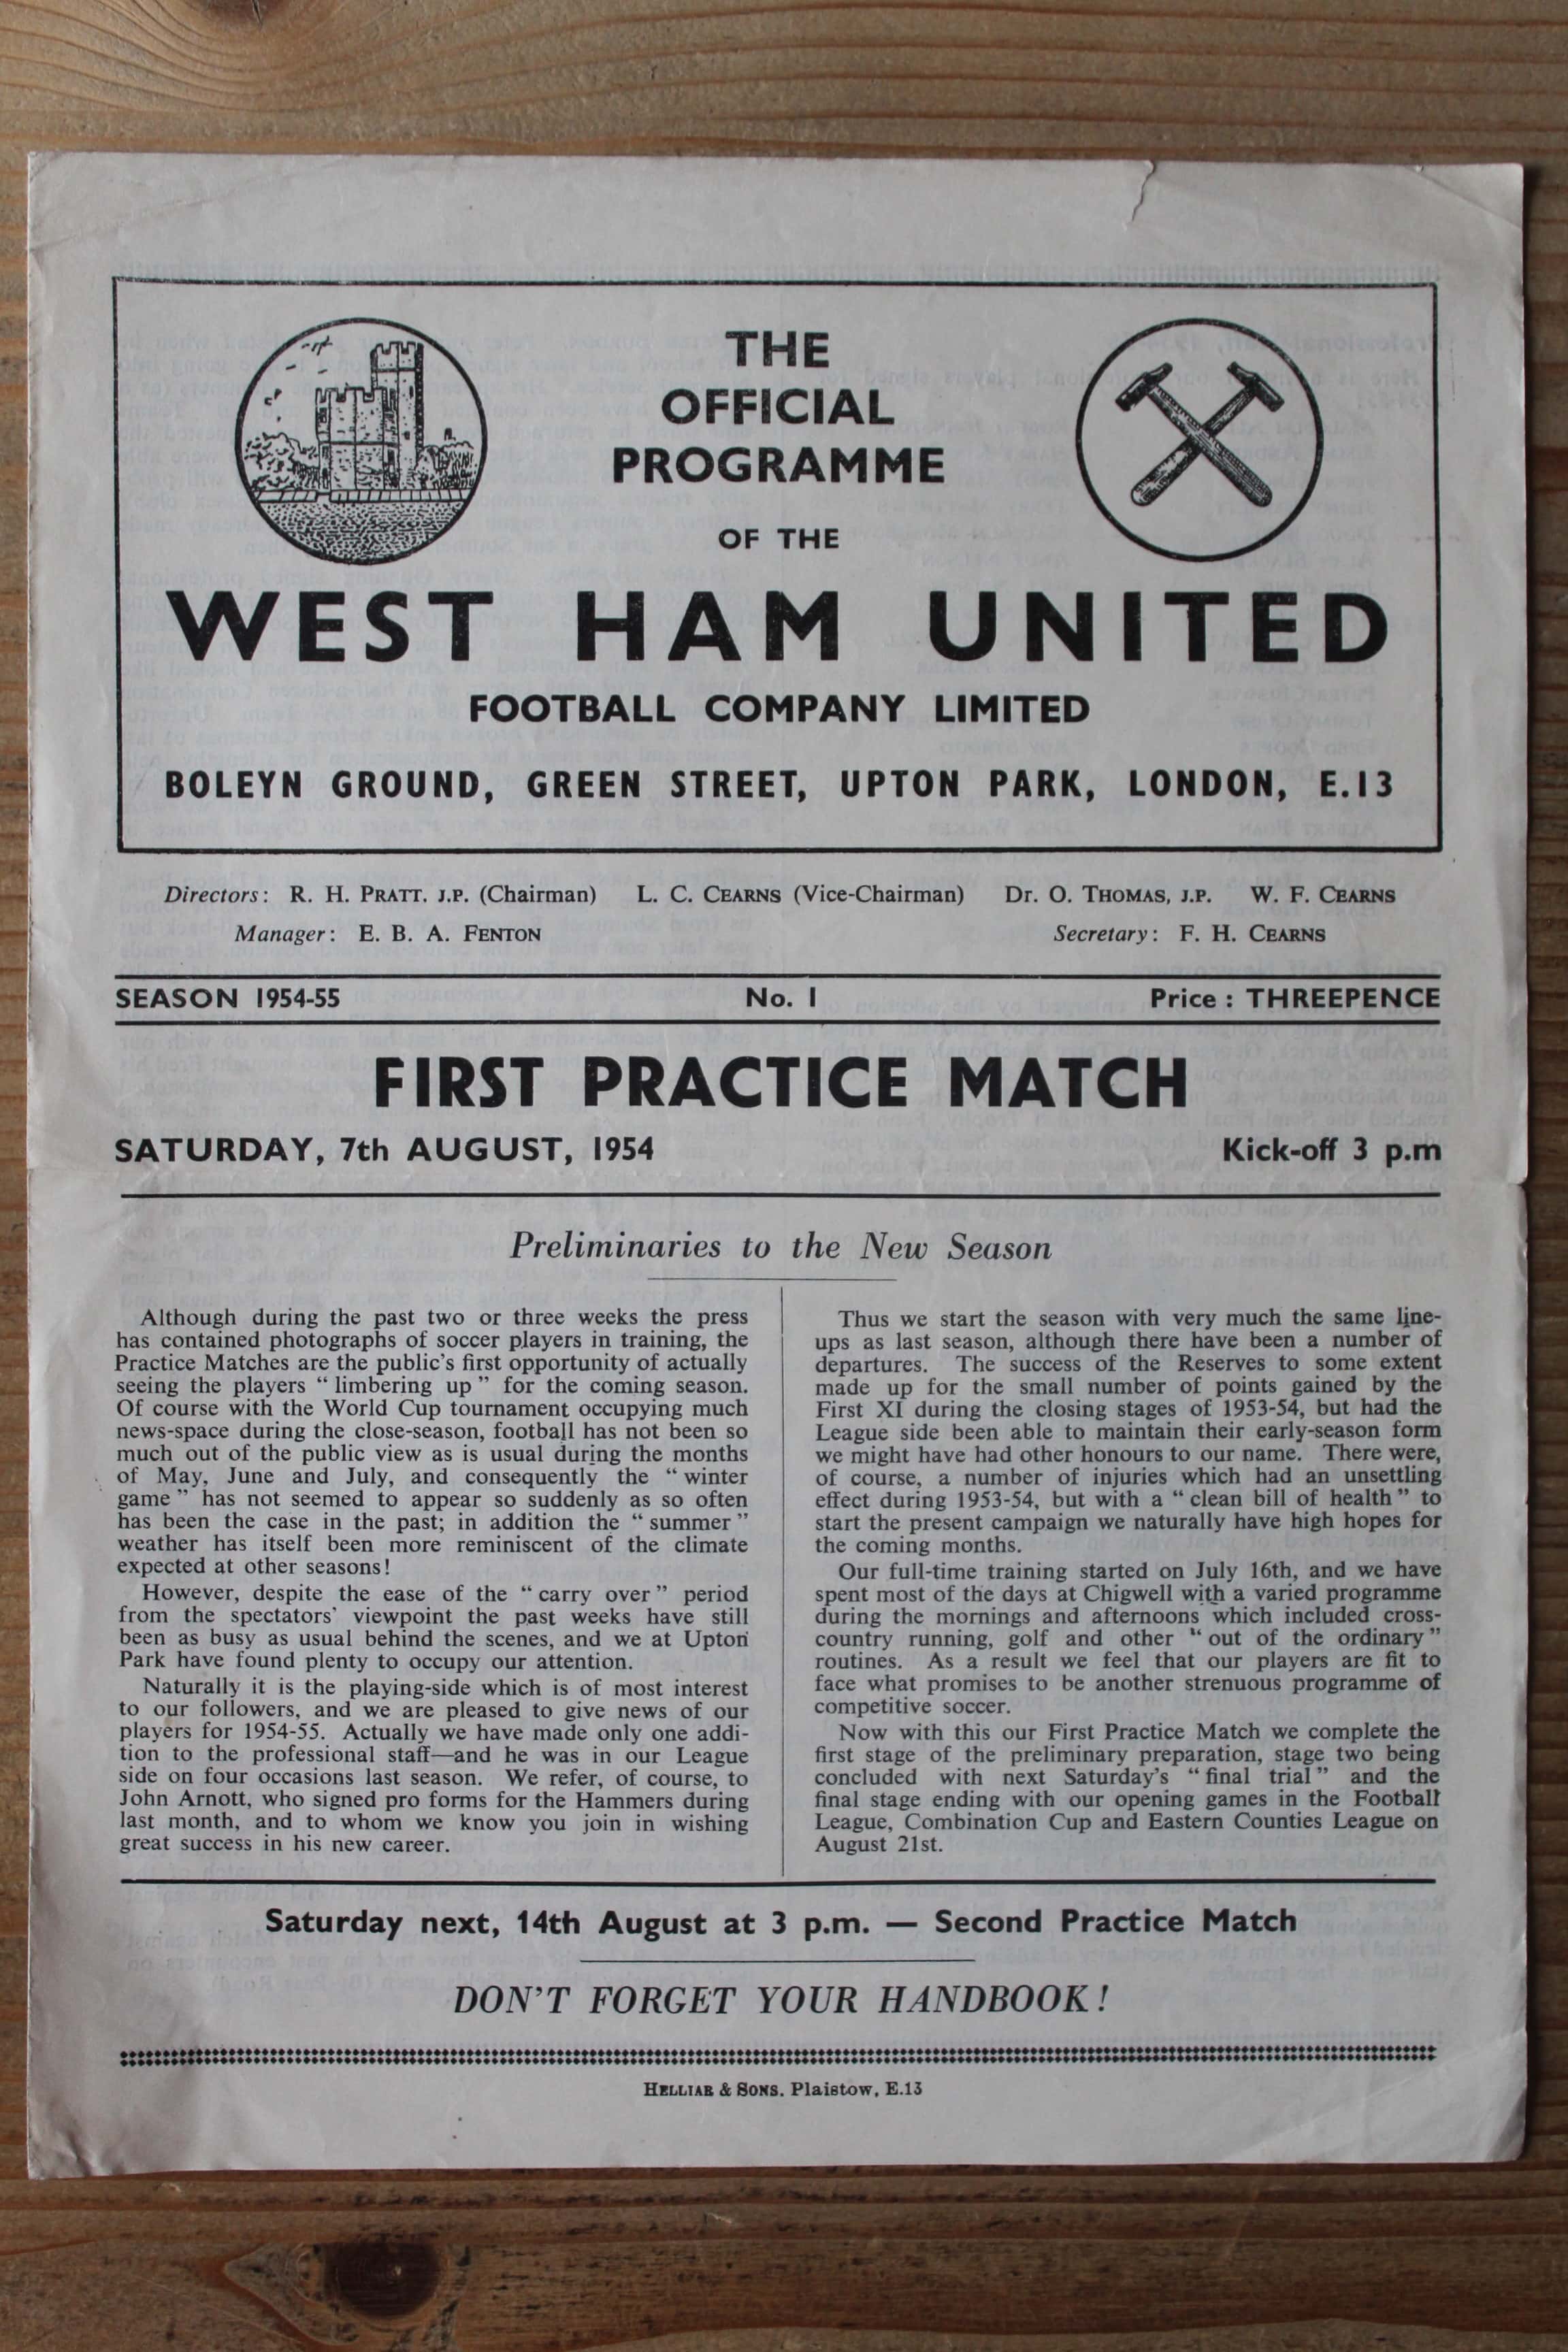 THE
OFFICIAL
PROGRAMME
OF THE
WEST HAM UNITED
FOOTBALL COMPANY LIMITED
BOLEYN GROUND, GREEN STREET, UPTON PARK, LONDON, E.13
Directors: R. H. PRATT. J.P. (Chairman) L. C. CEARNS (Vice-Chairman) Dr. O. THOMAS, J.P. W. F. CEARNS
Manager: E. B. A. FENTON Secretary: F. H. CEARNS
SEASON 1954-55 No. 1 Price : THREEPENCE
FIRST PRACTICE MATCH
SATURDAY, 7th AUGUST, 1954 Kick-off 3 p.m
Preliminaries to the New Season
Although during the past two or three weeks the press
has contained photographs of soccer players in training, the
Practice Matches are the public's first opportunity of actually
seeing the players " limbering up " for the coming season.
Of course with the World Cup tournament occupying much
news-space during the close-season, football has not been so
much out of the public view as is usual during the months
of May, June and July, and consequently the " winter
game " has not seemed to appear so suddenly as so often
has been the case in the past; in addition the " summer "
weather has itself been more reminiscent of the climate
expected at other seasons!
However, despite the ease of the " carry over " period
from the spectators' viewpoint the past weeks have still
been as busy as usual behind the scenes, and we at Upton
Park have found plenty to occupy our attention.
Naturally it is the playing-side which is of most interest
to our followers, and we are pleased to give news of our
players for 1954-55. Actually we have made only one addi-
tion to the professional staff—and he was in our League
side on four occasions last season. We refer, of course, to
John Arnott, who signed pro forms for the Hammers during
last month, and to whom we know you join in wishing
great success in his new career.
Thus we start the season with very much the same line-
ups as last season, although there have been a number of
departures. The success of the Reserves to some extent
made up for the small number of points gained by the
First XI during the closing stages of 1953-54, but had the
League side been able to maintain their early-season form
we might have had other honours to our name. There were,
of course, a number of injuries which had an unsettling
effect during 1953-54, but with a " clean bill of health " to
start the present campaign we naturally have high hopes for
the coming months.
Our full-time training started on July 16th, and we have
spent most of the days at Chigwell with a varied programme
during the mornings and afternoons which included cross-
country running, golf and other " out of the ordinary "
routines. As a result we feel that our players are fit to
face what promises to be another strenuous programme of
competitive soccer.
Now with this our First Practice Match we complete the
first stage of the preliminary preparation, stage two being
concluded with next Saturday's " final trial " and the
final stage ending with our opening games in the Football
League, Combination Cup and Eastern Counties League on
August 21st.
Saturday next, 14th August at 3 p.m. — Second Practice Match
DON'T FORGET YOUR HANDBOOK !
HELLIAR & SONS. Plaistow, E.13